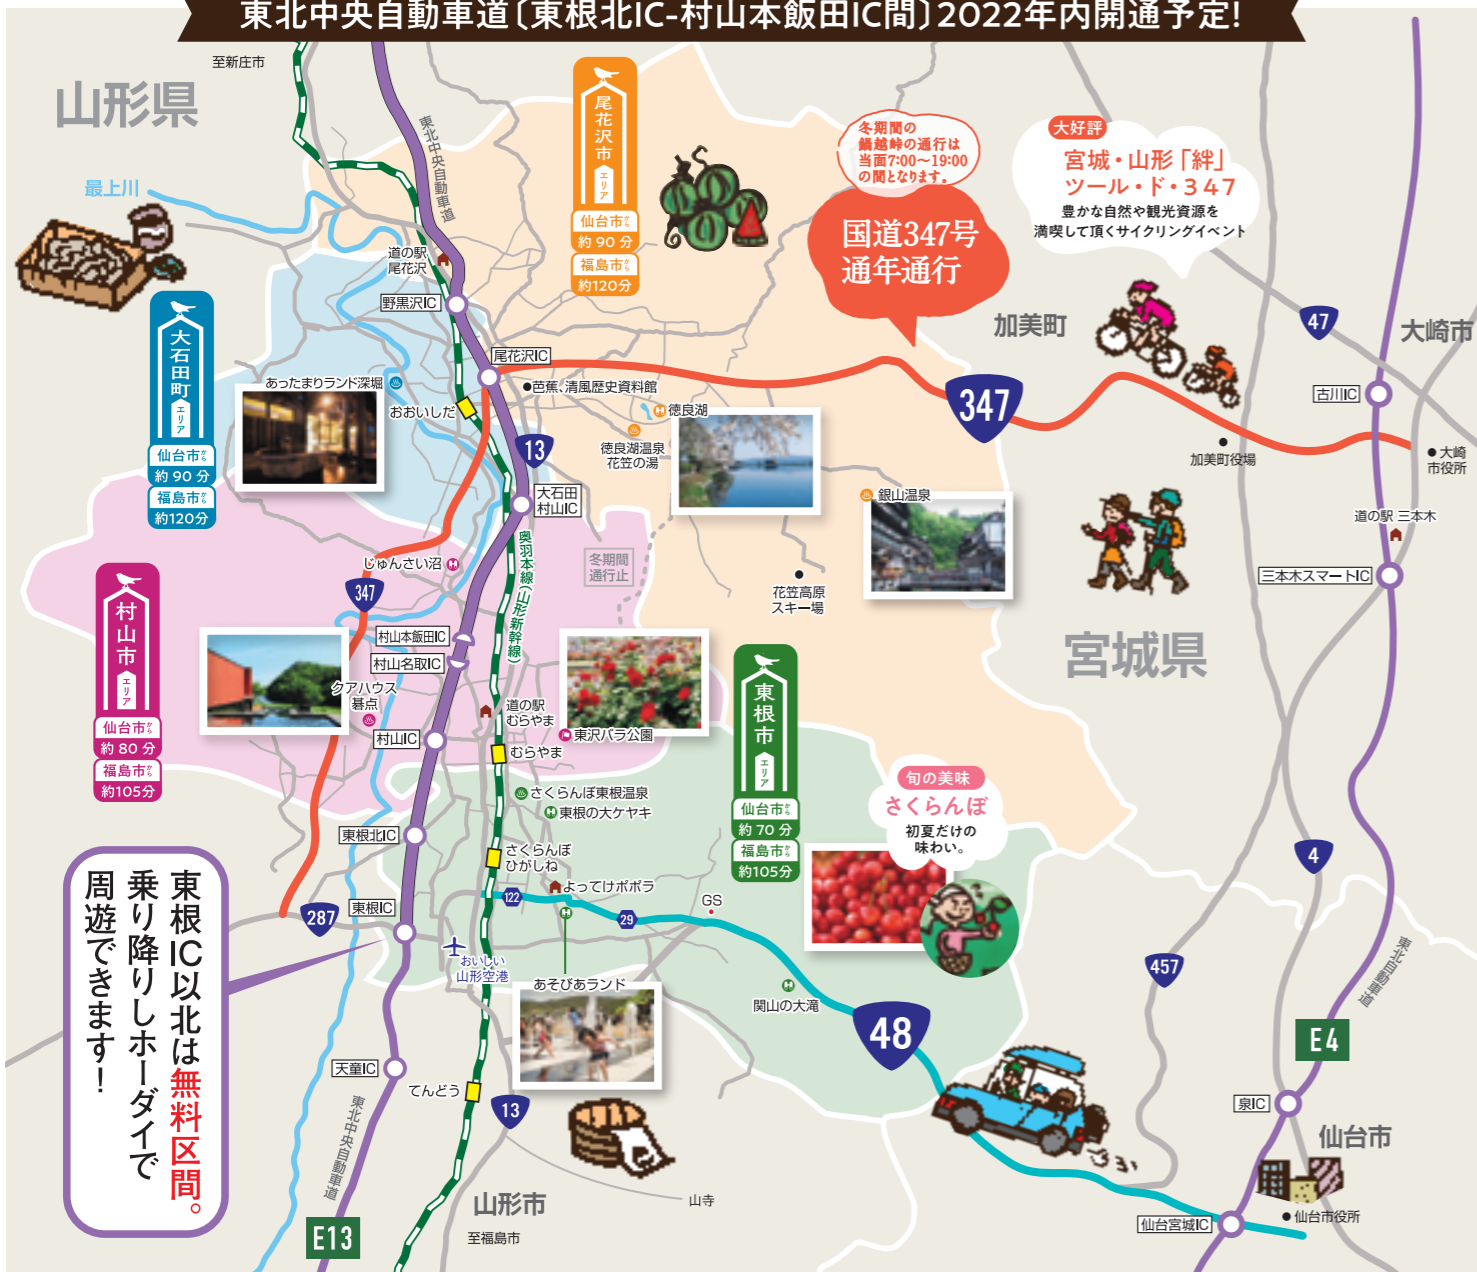 東北中央自動車道〔東根北IC-村山本飯田IC間〕2022年内開通予定!
至新庄市
山形県
最上川
東北中央自動車道
道の駅
尾花沢
野黒沢IC
尾花沢市
エリア
仙台市から
約90分
福島市から
約120分
冬期間の
鍋越峠の通行は
当面7:00〜19:00
の間となります。
国道347号
通年通行
大好評
宮城・山形「絆」
ツール・ド・347
豊かな自然や観光資源を
満喫して頂くサイクリングイベント
加美町
47
大崎市
古川IC
347
加美町役場
大崎
市役所
道の駅 三本木
三本木スマートIC
大石田町
エリア
仙台市から
約90分
福島市から
約120分
あったまりランド深堀
おおいしだ
尾花沢IC
芭蕉、清風歴史資料館
徳良湖
徳良湖温泉
花笠の湯
13
大石田
村山IC
銀山温泉
花笠高原
スキー場
冬期間
通行止
奥羽本線(山形新幹線)
じゅんさい沼
347
村山市
エリア
仙台市から
約80分
福島市から
約105分
村山本飯田IC
村山名取IC
クアハウス
碁点
村山IC
道の駅
むらやま
むらやま
東沢バラ公園
宮城県
東根市
エリア
仙台市から
約70分
福島市から
約105分
旬の美味
さくらんぼ
初夏だけの
味わい。
さくらんぼ東根温泉
東根の大ケヤキ
東根北IC
さくらんぼ
ひがしね
よってけポポラ
122
29
GS
287
東根IC
おいしい
山形空港
あそびあランド
関山の大滝
48
4
457
東北自動車道
E4
東根IC以北は無料区間。
乗り降りしホーダイで
周遊できます!
天童IC
てんどう
13
東北中央自動車道
E13
山形市
至福島市
山寺
泉IC
仙台市
仙台市役所
仙台宮城IC